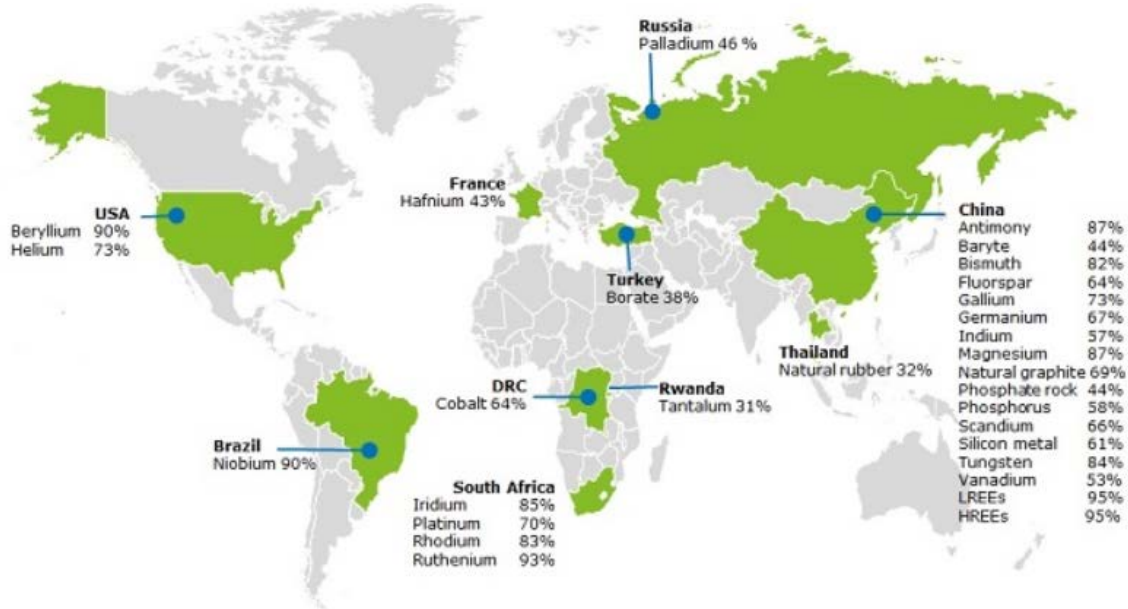 Russia
Palladium 46 %
France
Hafnium 43%
USA
Beryllium 90%
Helium 73%
China
Antimony 87%
Baryte 44%
Bismuth 82%
Fluorspar 64%
Gallium 73%
Germanium 67%
Indium 57%
Magnesium 87%
Natural graphite 69%
Phosphate rock 44%
Phosphorus 58%
Scandium 66%
Silicon metal 61%
Tungsten 84%
Vanadium 53%
LREEs 95%
HREEs 95%
Turkey
Borate 38%
Thailand
Natural rubber 32%
DRC
Cobalt 64%
Rwanda
Tantalum 31%
Brazil
Niobium 90%
South Africa
Iridium 85%
Platinum 70%
Rhodium 83%
Ruthenium 93%